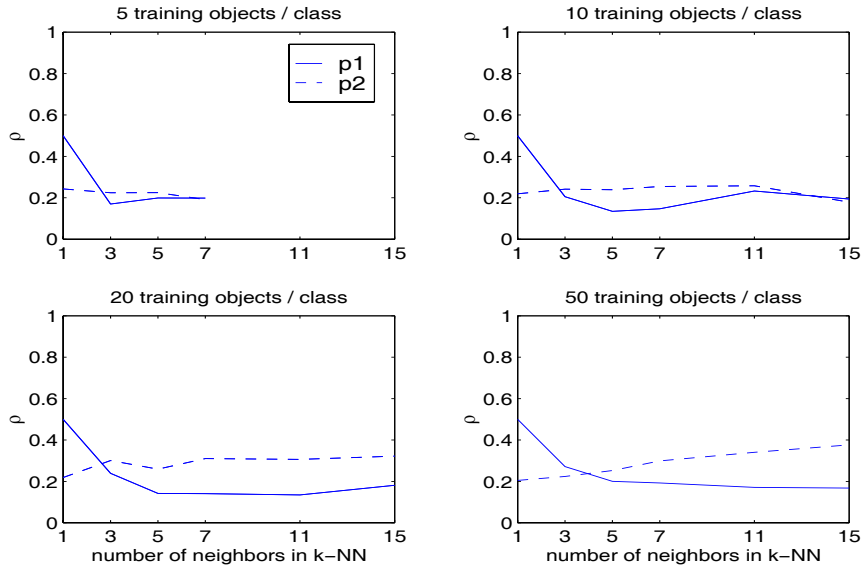 5 training objects / class
1
0.8
0.6
0.4
0.2
0
ρ
1 3 5 7 11 15
p1
p2
10 training objects / class
1
0.8
0.6
0.4
0.2
0
ρ
1 3 5 7 11 15
20 training objects / class
1
0.8
0.6
0.4
0.2
0
ρ
1 3 5 7 11 15
number of neighbors in k−NN
50 training objects / class
1
0.8
0.6
0.4
0.2
0
ρ
1 3 5 7 11 15
number of neighbors in k−NN